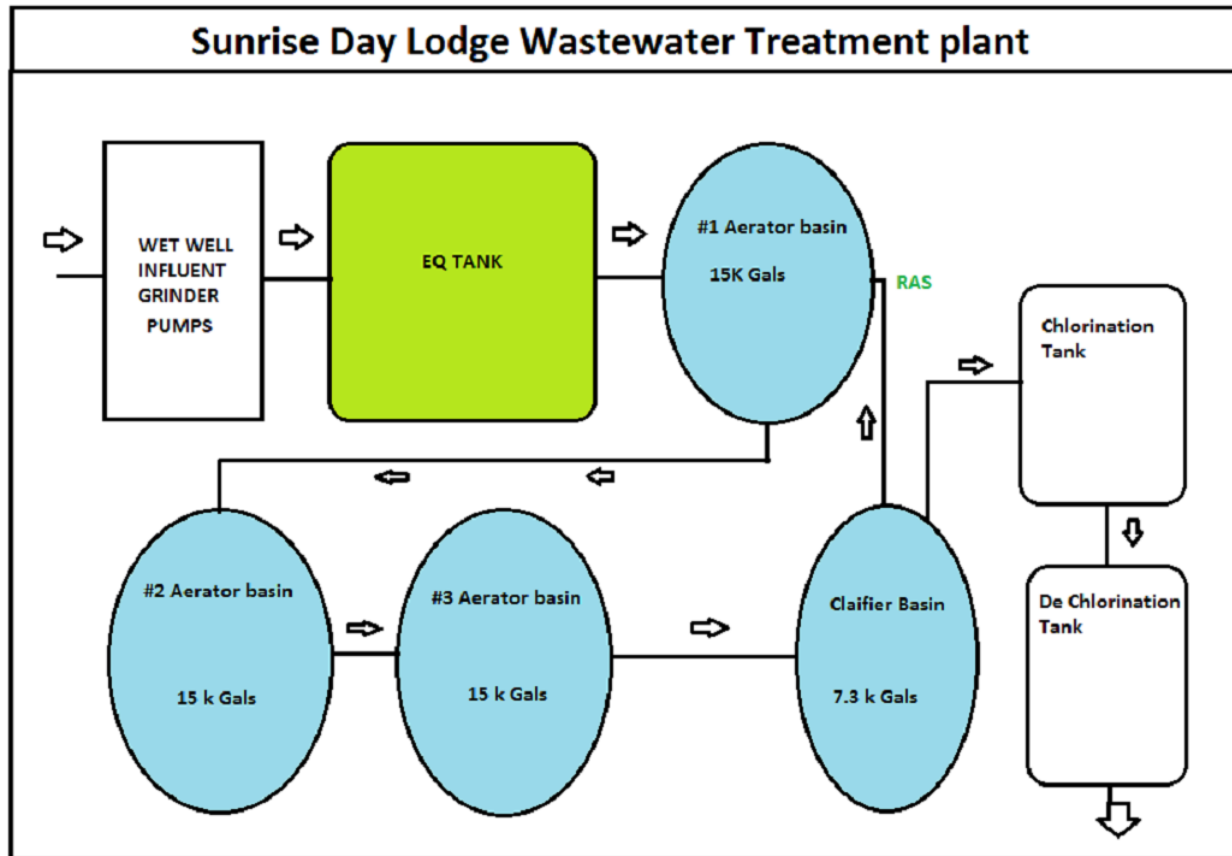 Sunrise Day Lodge Wastewater Treatment plant
WET WELL
INFLUENT
GRINDER
PUMPS
EQ TANK
#1 Aerator basin
15K Gals
RAS
Chlorination
Tank
#2 Aerator basin
15 k Gals
#3 Aerator basin
15 k Gals
Claifier Basin
7.3 k Gals
De Chlorination
Tank